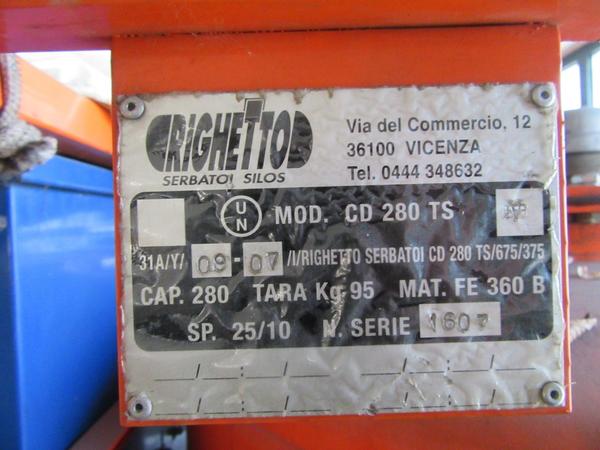 RIGHETTO
SERBATOI SILOS
Via del Commercio, 12
36100 VICENZA
Tel. 0444 348632
UN MOD. CD 280 TS
31A/Y/ 09-07 /I/RIGHETTO SERBATOI CD 280 TS/675/375
CAP. 280 TARA Kg 95 MAT. FE 360 B
SP. 25/10 N. SERIE 1607